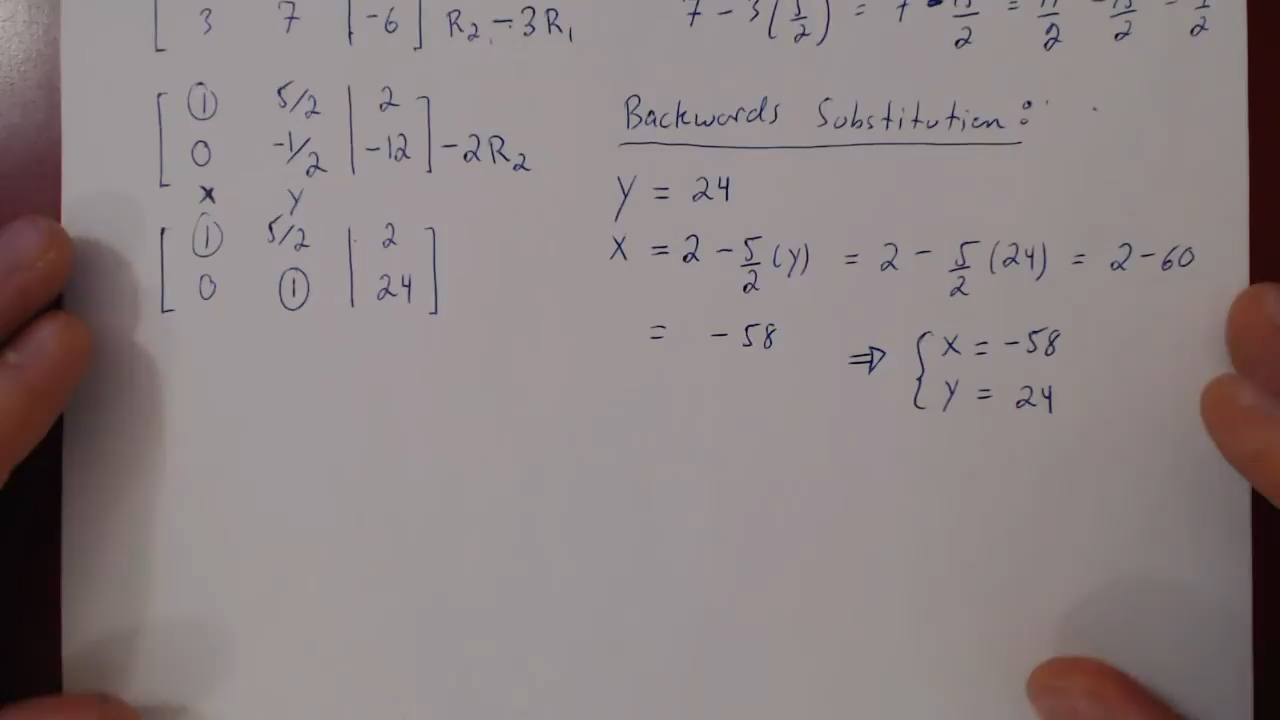 3 7 | -6 ] R₂ - 3R₁
7 - 3(5/2) = 7 - 15/2 = 14/2 - 15/2 = -1/2
[ 1 5/2 | 2 ]
[ 0 -1/2 | -12 ] -2R₂
x y
[ 1 5/2 | 2 ]
[ 0 1 | 24 ]
Backwards Substitution:
y = 24
x = 2 - 5/2 (y) = 2 - 5/2 (24) = 2 - 60
= -58 ⇒ { x = -58
y = 24